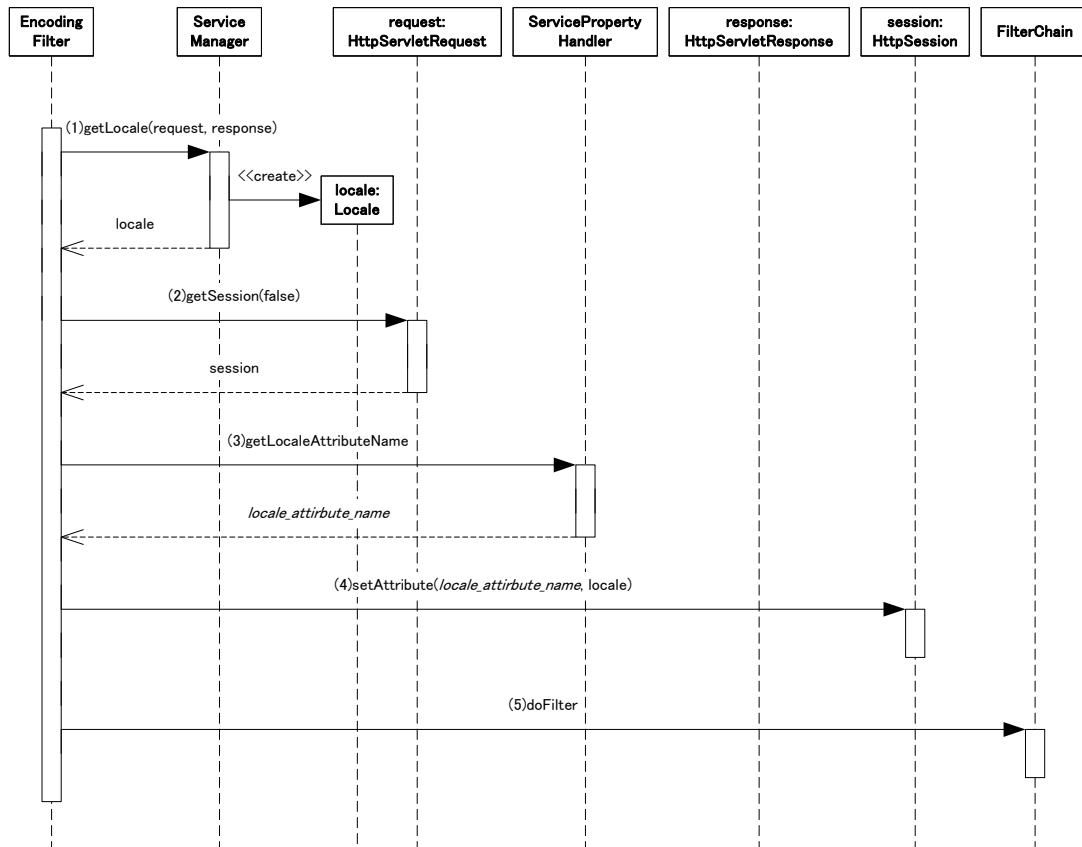 Encoding
Filter
Service
Manager
request:
HttpServletRequest
ServiceProperty
Handler
response:
HttpServletResponse
session:
HttpSession
FilterChain
(1)getLocale(request, response)
<<create>>
locale:
Locale
locale
(2)getSession(false)
session
(3)getLocaleAttributeName
locale_attirbute_name
(4)setAttribute(locale_attirbute_name, locale)
(5)doFilter